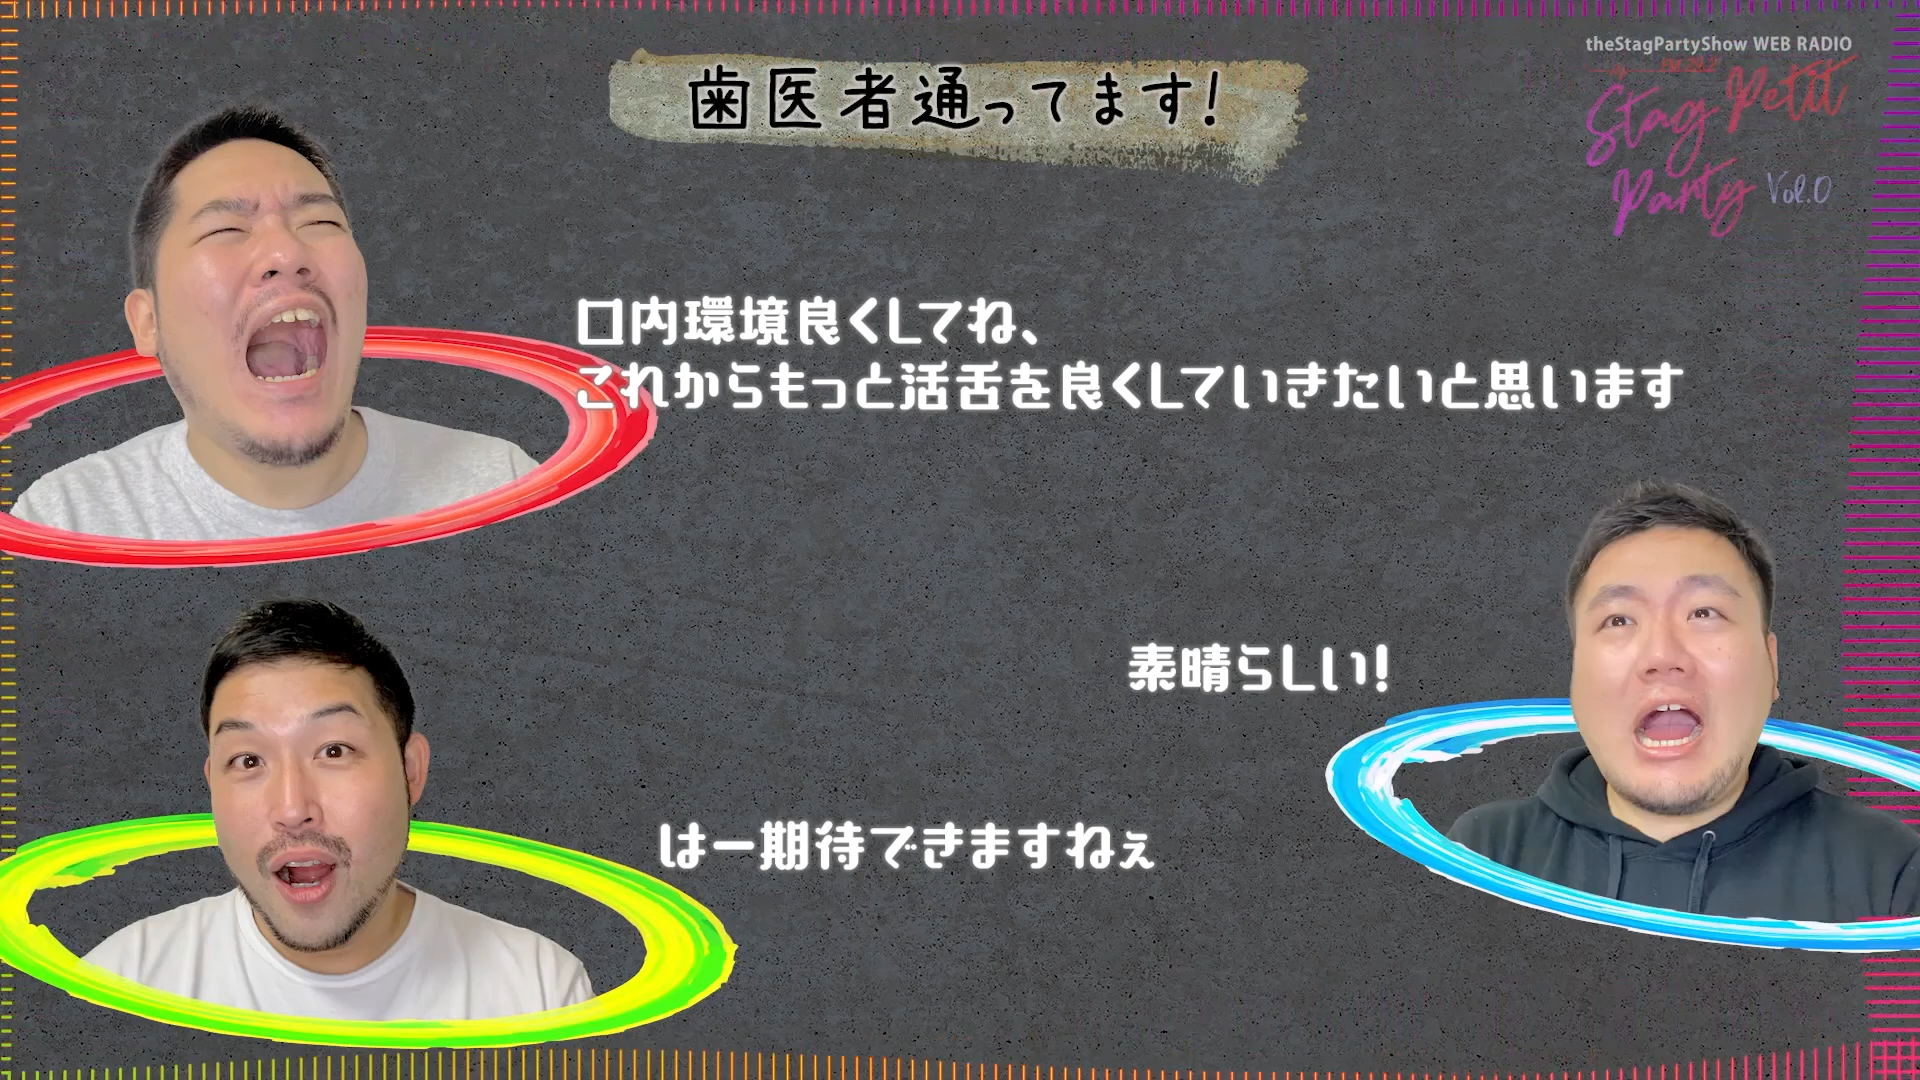 theStagPartyShow WEB RADIO
歯医者通ってます!
Stag Petit
Party Vol.0
口内環境良くしてね、
これからもっと活舌を良くしていきたいと思います
素晴らしい!
はー期待できますねぇ